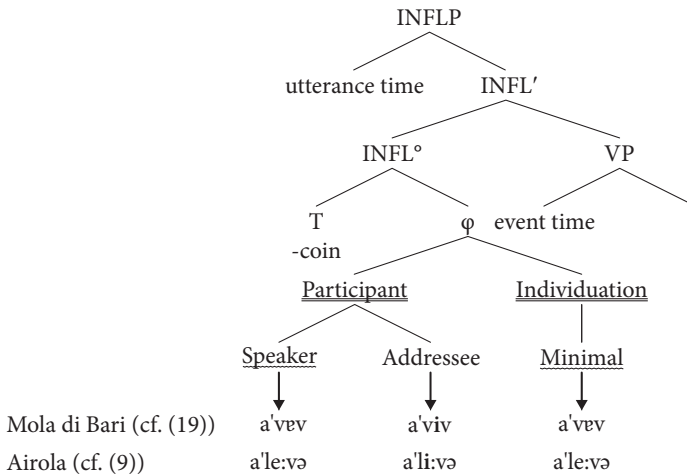 INFLP
utterance time INFL′
INFL° VP
T φ event time
-coin
Participant Individuation
Speaker Addressee Minimal
Mola di Bari (cf. (19)) a'vɐv a'viv a'vɐv
Airola (cf. (9)) a'le:və a'li:və a'le:və